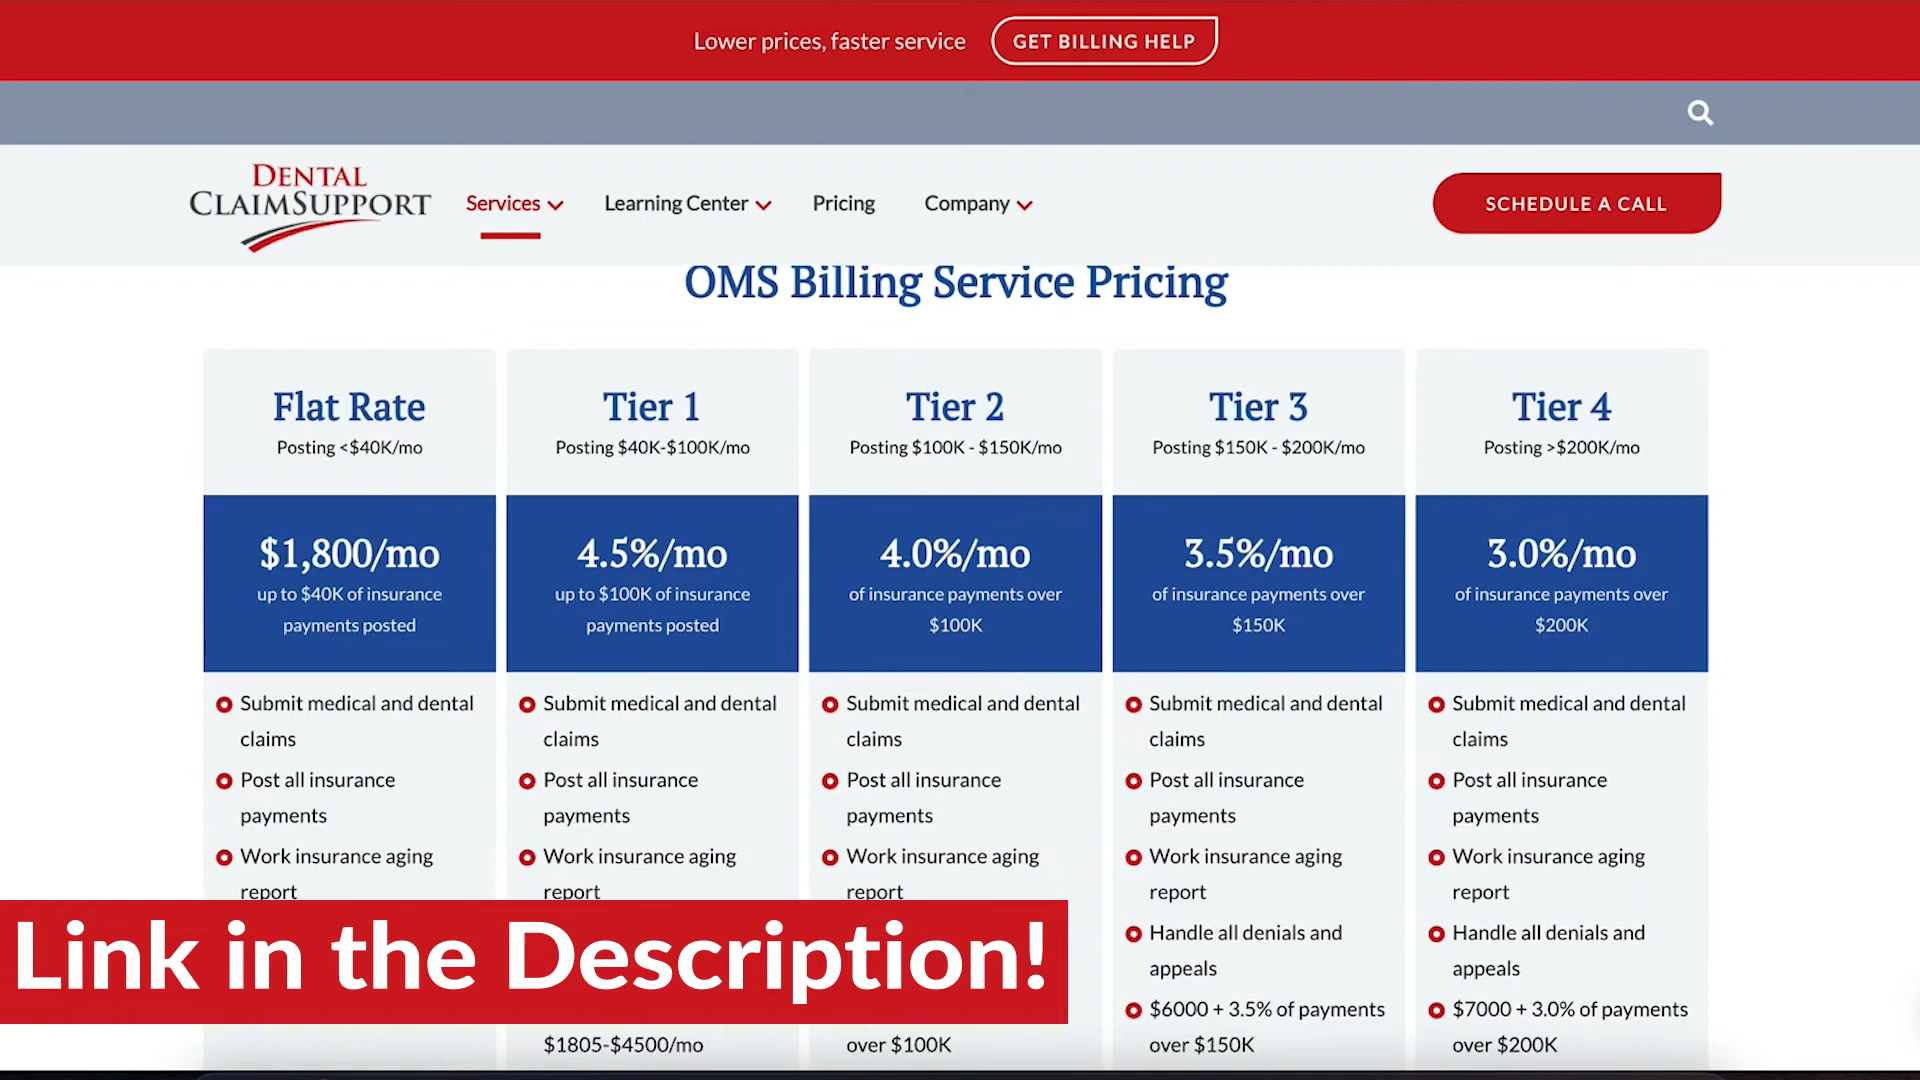 Lower prices, faster service
GET BILLING HELP
DENTAL
CLAIMSUPPORT
Services
Learning Center
Pricing
Company
SCHEDULE A CALL
OMS Billing Service Pricing
Flat Rate
Posting <$40K/mo
$1,800/mo
up to $40K of insurance
payments posted
Submit medical and dental
claims
Post all insurance
payments
Work insurance aging
report
Tier 1
Posting $40K-$100K/mo
4.5%/mo
up to $100K of insurance
payments posted
Submit medical and dental
claims
Post all insurance
payments
Work insurance aging
report
$1805-$4500/mo
Tier 2
Posting $100K - $150K/mo
4.0%/mo
of insurance payments over
$100K
Submit medical and dental
claims
Post all insurance
payments
Work insurance aging
report
over $100K
Tier 3
Posting $150K - $200K/mo
3.5%/mo
of insurance payments over
$150K
Submit medical and dental
claims
Post all insurance
payments
Work insurance aging
report
Handle all denials and
appeals
$6000 + 3.5% of payments
over $150K
Tier 4
Posting >$200K/mo
3.0%/mo
of insurance payments over
$200K
Submit medical and dental
claims
Post all insurance
payments
Work insurance aging
report
Handle all denials and
appeals
$7000 + 3.0% of payments
over $200K
Link in the Description!